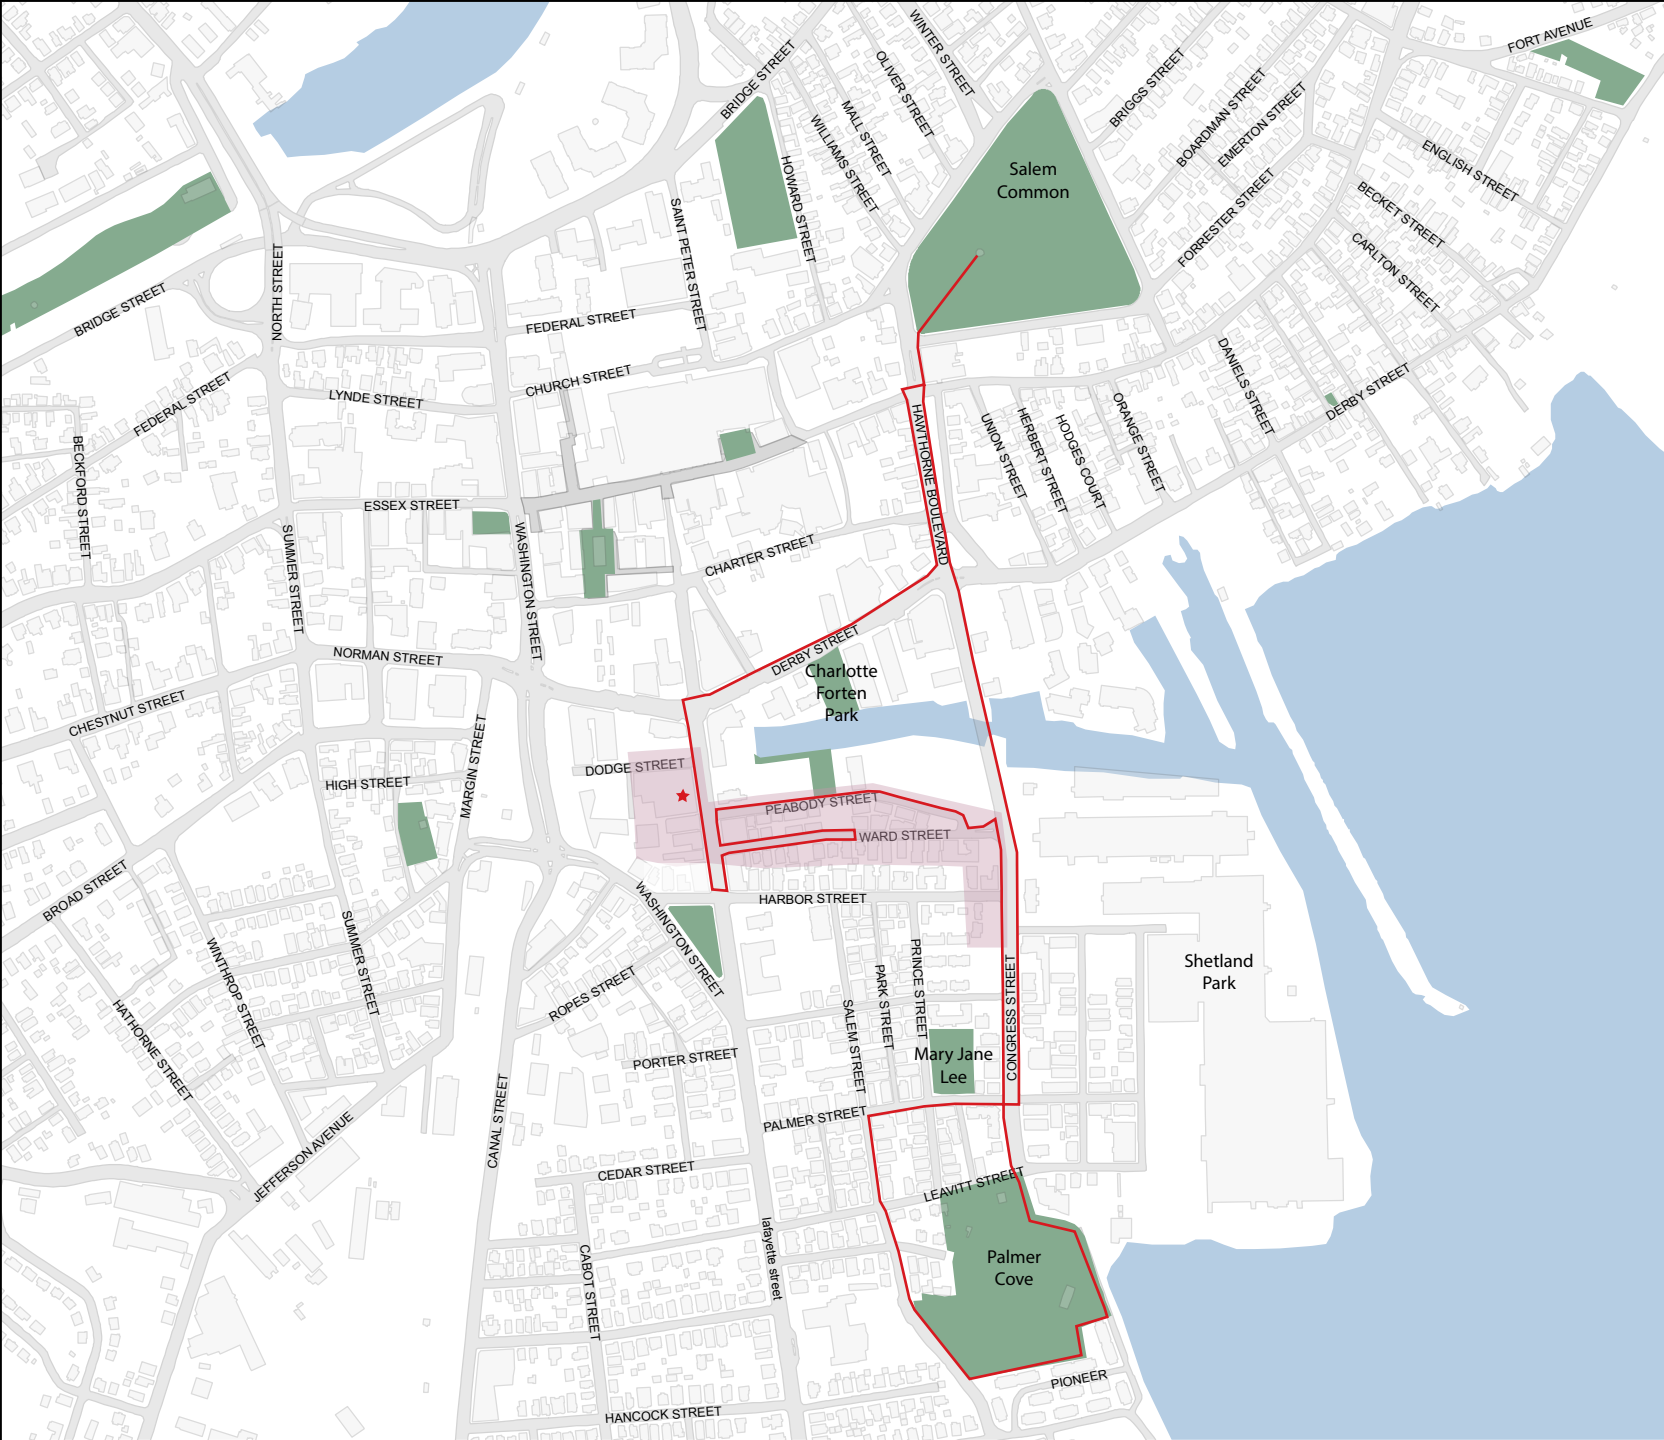 FORT AVENUE
WINTER STREET
BRIDGE STREET
OLIVER STREET
BRIGGS STREET
BOARDMAN STREET
EMERTON STREET
MALL STREET
WILLIAMS STREET
HOWARD STREET
ENGLISH STREET
Salem
Common
BECKET STREET
FORRESTER STREET
CARLTON STREET
SAINT PETER STREET
NORTH STREET
BRIDGE STREET
FEDERAL STREET
CHURCH STREET
DANIELS STREET
DERBY STREET
FEDERAL STREET
LYNDE STREET
HAWTHORNE BOULEVARD
UNION STREET
HERBERT STREET
HODGES COURT
ORANGE STREET
BECKFORD STREET
ESSEX STREET
SUMMER STREET
WASHINGTON STREET
CHARTER STREET
NORMAN STREET
DERBY STREET
Charlotte
Forten
Park
CHESTNUT STREET
MARGIN STREET
DODGE STREET
HIGH STREET
PEABODY STREET
WARD STREET
BROAD STREET
HARBOR STREET
WASHINGTON STREET
SUMMER STREET
WINTHROP STREET
PRINCE STREET
PARK STREET
CONGRESS STREET
Shetland
Park
ROPES STREET
HATHORNE STREET
SALEM STREET
Mary Jane
Lee
PORTER STREET
CANAL STREET
PALMER STREET
JEFFERSON AVENUE
CEDAR STREET
LEAVITT STREET
lafayette street
CABOT STREET
Palmer
Cove
PIONEER
HANCOCK STREET